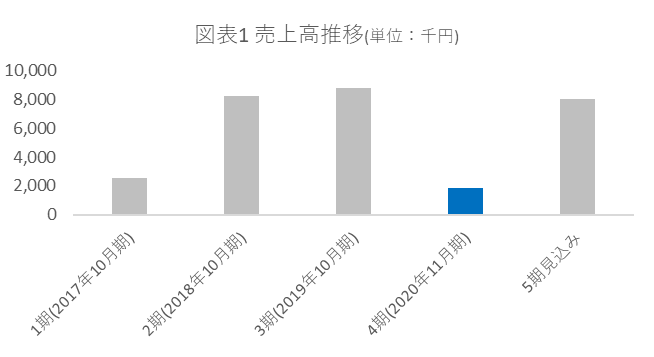 図表1 売上高推移(単位：千円)
10,000
8,000
6,000
4,000
2,000
0
1期(2017年10月期)
2期(2018年10月期)
3期(2019年10月期)
4期(2020年11月期)
5期見込み